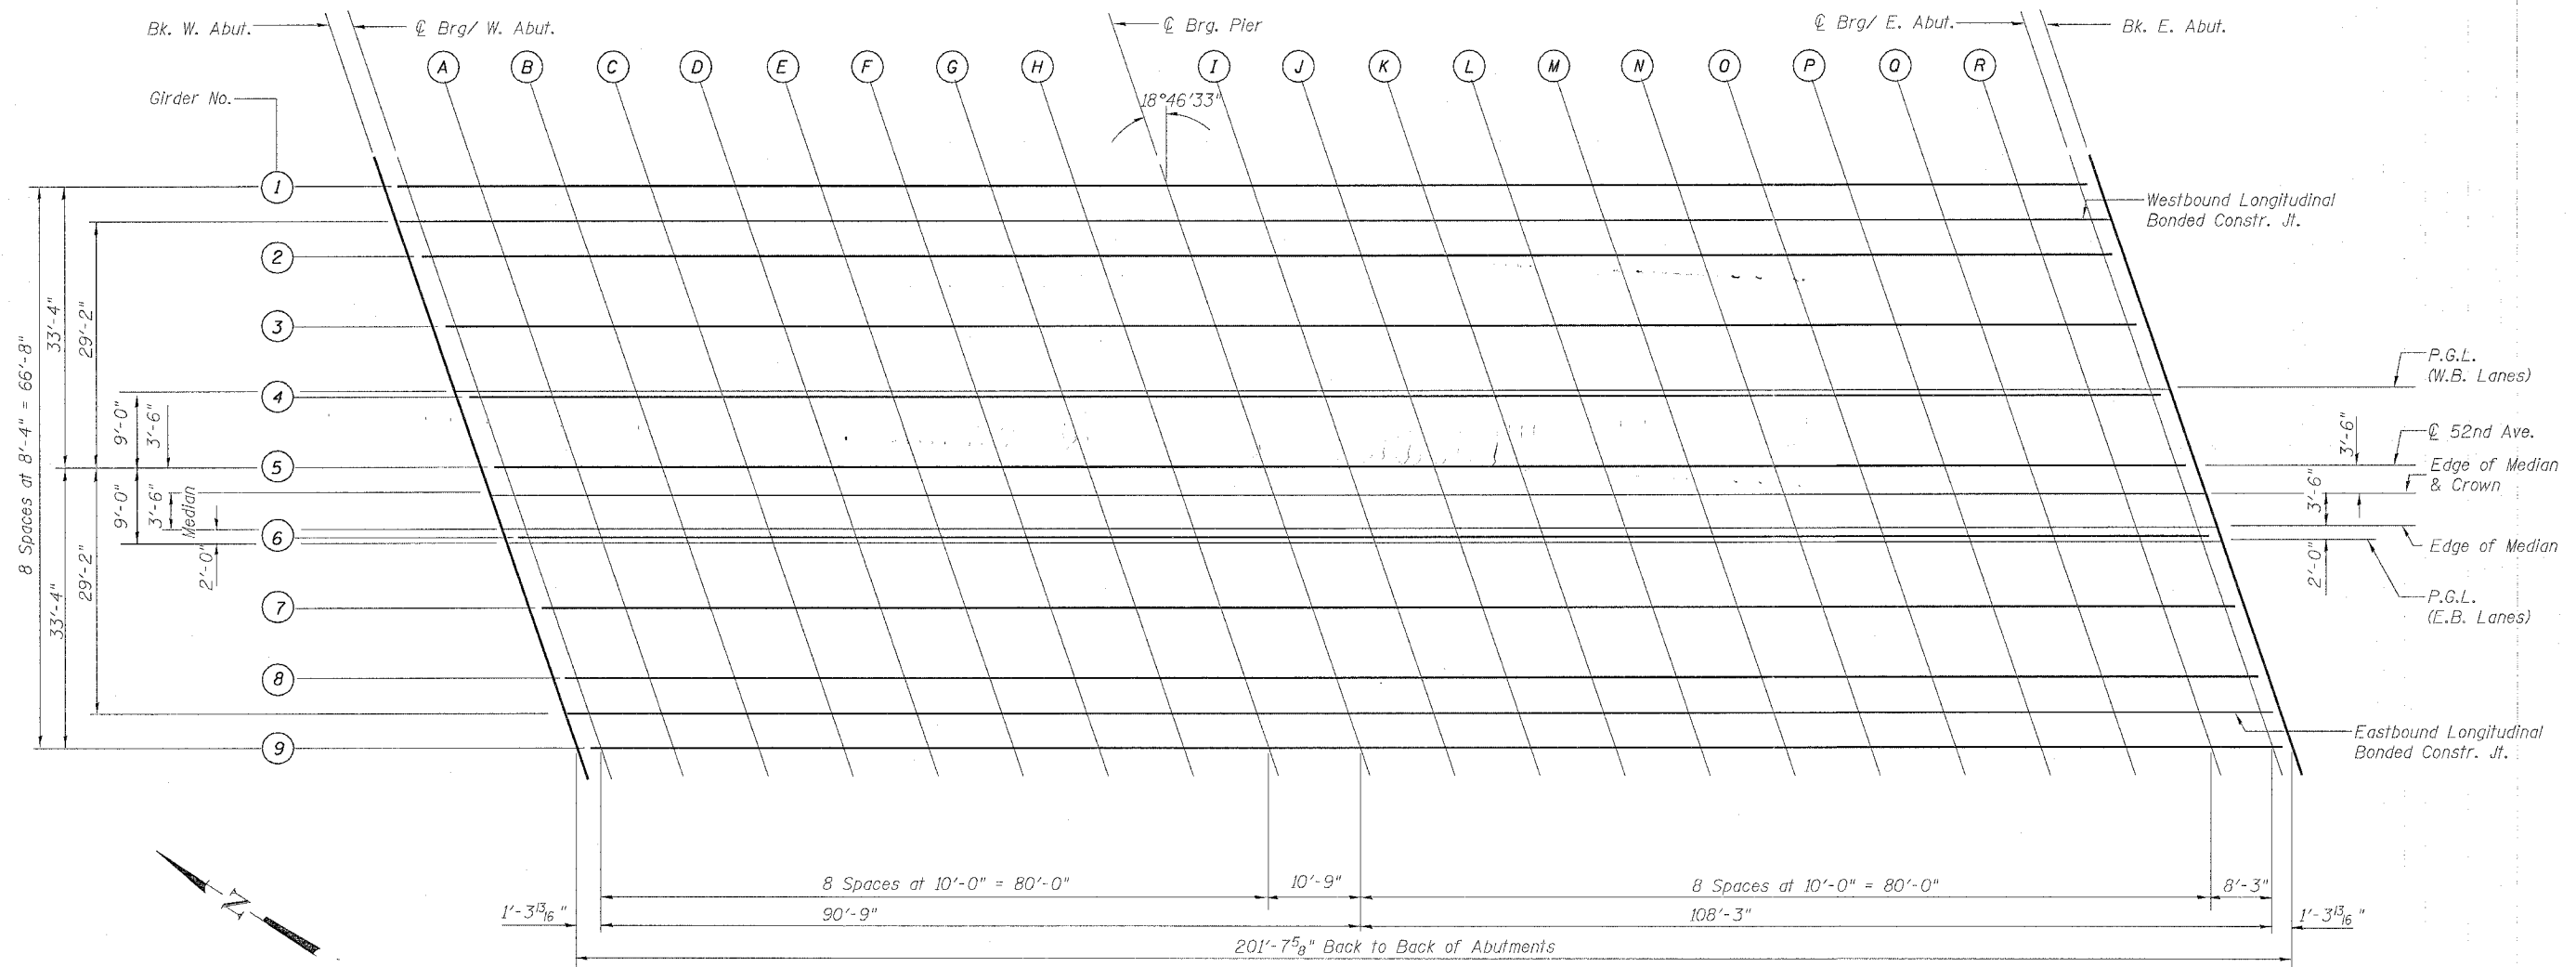 Bk. W. Abut.
℄ Brg/ W. Abut.
℄ Brg. Pier
℄ Brg/ E. Abut.
Bk. E. Abut.
A B C D E F G H I J K L M N O P Q R
Girder No.
18°46'33"
1
2
3
4
5
6
7
8
9
8 Spaces at 8'-4" = 66'-8"
33'-4"
29'-2"
9'-0"
3'-6"
33'-4"
29'-2"
9'-0"
3'-6"
Median
2'-0"
Westbound Longitudinal
Bonded Constr. Jt.
P.G.L.
(W.B. Lanes)
3'-6"
℄ 52nd Ave.
Edge of Median
& Crown
3'-6"
Edge of Median
2'-0"
P.G.L.
(E.B. Lanes)
Eastbound Longitudinal
Bonded Constr. Jt.
N
8 Spaces at 10'-0" = 80'-0"
10'-9"
8 Spaces at 10'-0" = 80'-0"
8'-3"
1'-3 13/16"
90'-9"
108'-3"
1'-3 13/16"
201'-7 5/8" Back to Back of Abutments